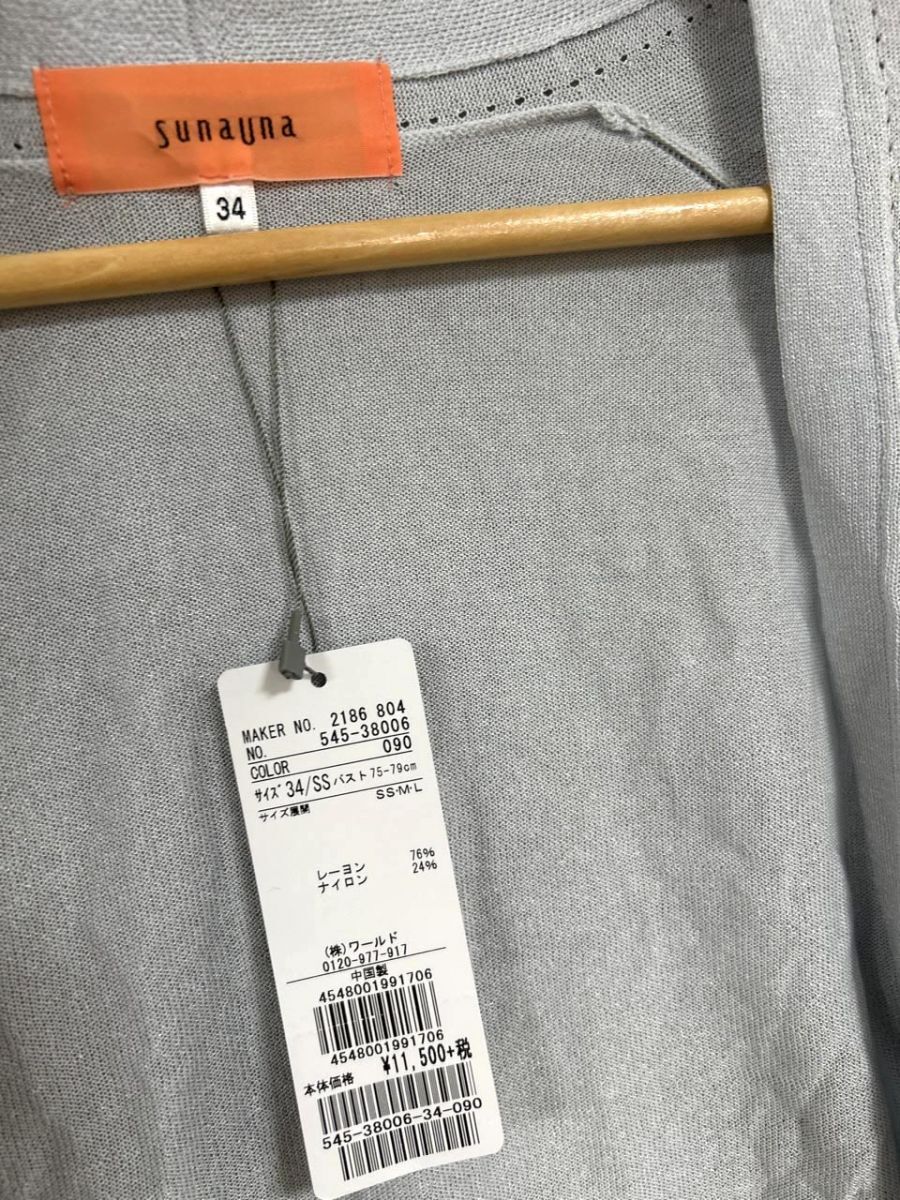 sunauna
34
MAKER NO. 2186 804
NO. 545-38006
COLOR 090
サイズ 34/SS バスト 75-79cm
サイズ展開 SS·M·L
レーヨン 76%
ナイロン 24%
(株)ワールド
0120-977-917
中国製
4548001991706
4548001991706
本体価格 ¥11,500+税
545-38006-34-090